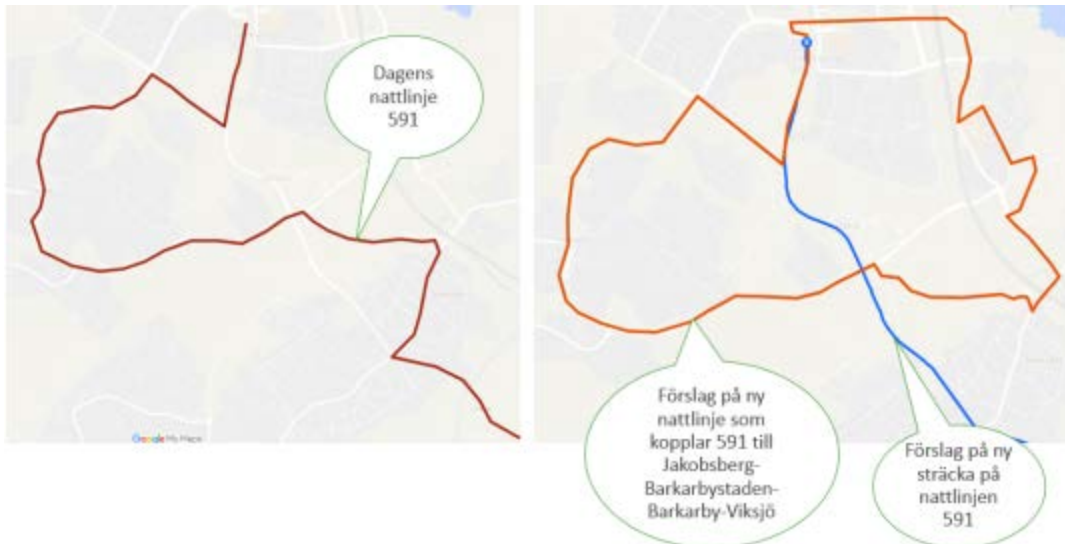 Dagens
nattlinje
591
Google My Maps
Förslag på ny
nattlinje som
kopplar 591 till
Jakobsberg-
Barkarbystaden-
Barkarby-Viksjö
Förslag på ny
sträcka på
nattlinjen
591